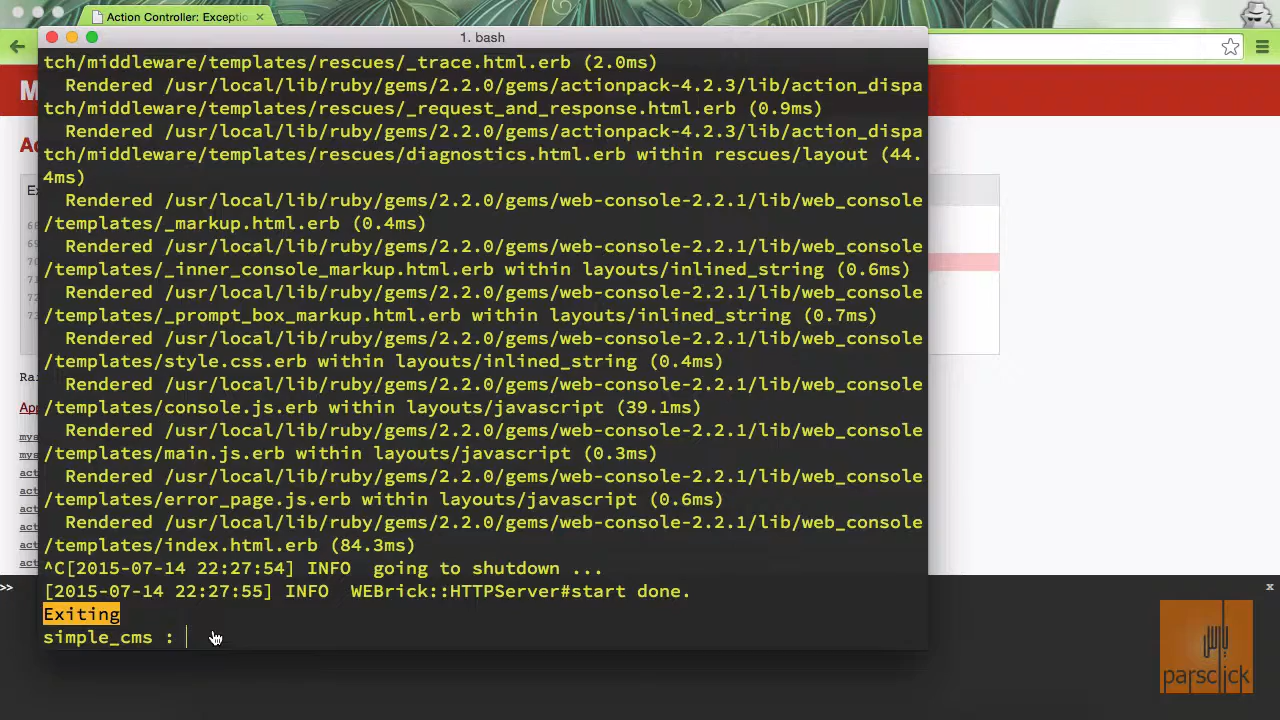 Action Controller: Exceptio
1. bash
tch/middleware/templates/rescues/_trace.html.erb (2.0ms)
Rendered /usr/local/lib/ruby/gems/2.2.0/gems/actionpack-4.2.3/lib/action_dispa
tch/middleware/templates/rescues/_request_and_response.html.erb (0.9ms)
Rendered /usr/local/lib/ruby/gems/2.2.0/gems/actionpack-4.2.3/lib/action_dispa
tch/middleware/templates/rescues/diagnostics.html.erb within rescues/layout (44.
4ms)
Rendered /usr/local/lib/ruby/gems/2.2.0/gems/web-console-2.2.1/lib/web_console
/templates/_markup.html.erb (0.4ms)
Rendered /usr/local/lib/ruby/gems/2.2.0/gems/web-console-2.2.1/lib/web_console
/templates/_inner_console_markup.html.erb within layouts/inlined_string (0.6ms)
Rendered /usr/local/lib/ruby/gems/2.2.0/gems/web-console-2.2.1/lib/web_console
/templates/_prompt_box_markup.html.erb within layouts/inlined_string (0.7ms)
Rendered /usr/local/lib/ruby/gems/2.2.0/gems/web-console-2.2.1/lib/web_console
/templates/style.css.erb within layouts/inlined_string (0.4ms)
Rendered /usr/local/lib/ruby/gems/2.2.0/gems/web-console-2.2.1/lib/web_console
/templates/console.js.erb within layouts/javascript (39.1ms)
Rendered /usr/local/lib/ruby/gems/2.2.0/gems/web-console-2.2.1/lib/web_console
/templates/main.js.erb within layouts/javascript (0.3ms)
Rendered /usr/local/lib/ruby/gems/2.2.0/gems/web-console-2.2.1/lib/web_console
/templates/error_page.js.erb within layouts/javascript (0.6ms)
Rendered /usr/local/lib/ruby/gems/2.2.0/gems/web-console-2.2.1/lib/web_console
/templates/index.html.erb (84.3ms)
^C[2015-07-14 22:27:54] INFO  going to shutdown ...
[2015-07-14 22:27:55] INFO  WEBrick::HTTPServer#start done.
Exiting
simple_cms :
>>
x
پارس
parsclick